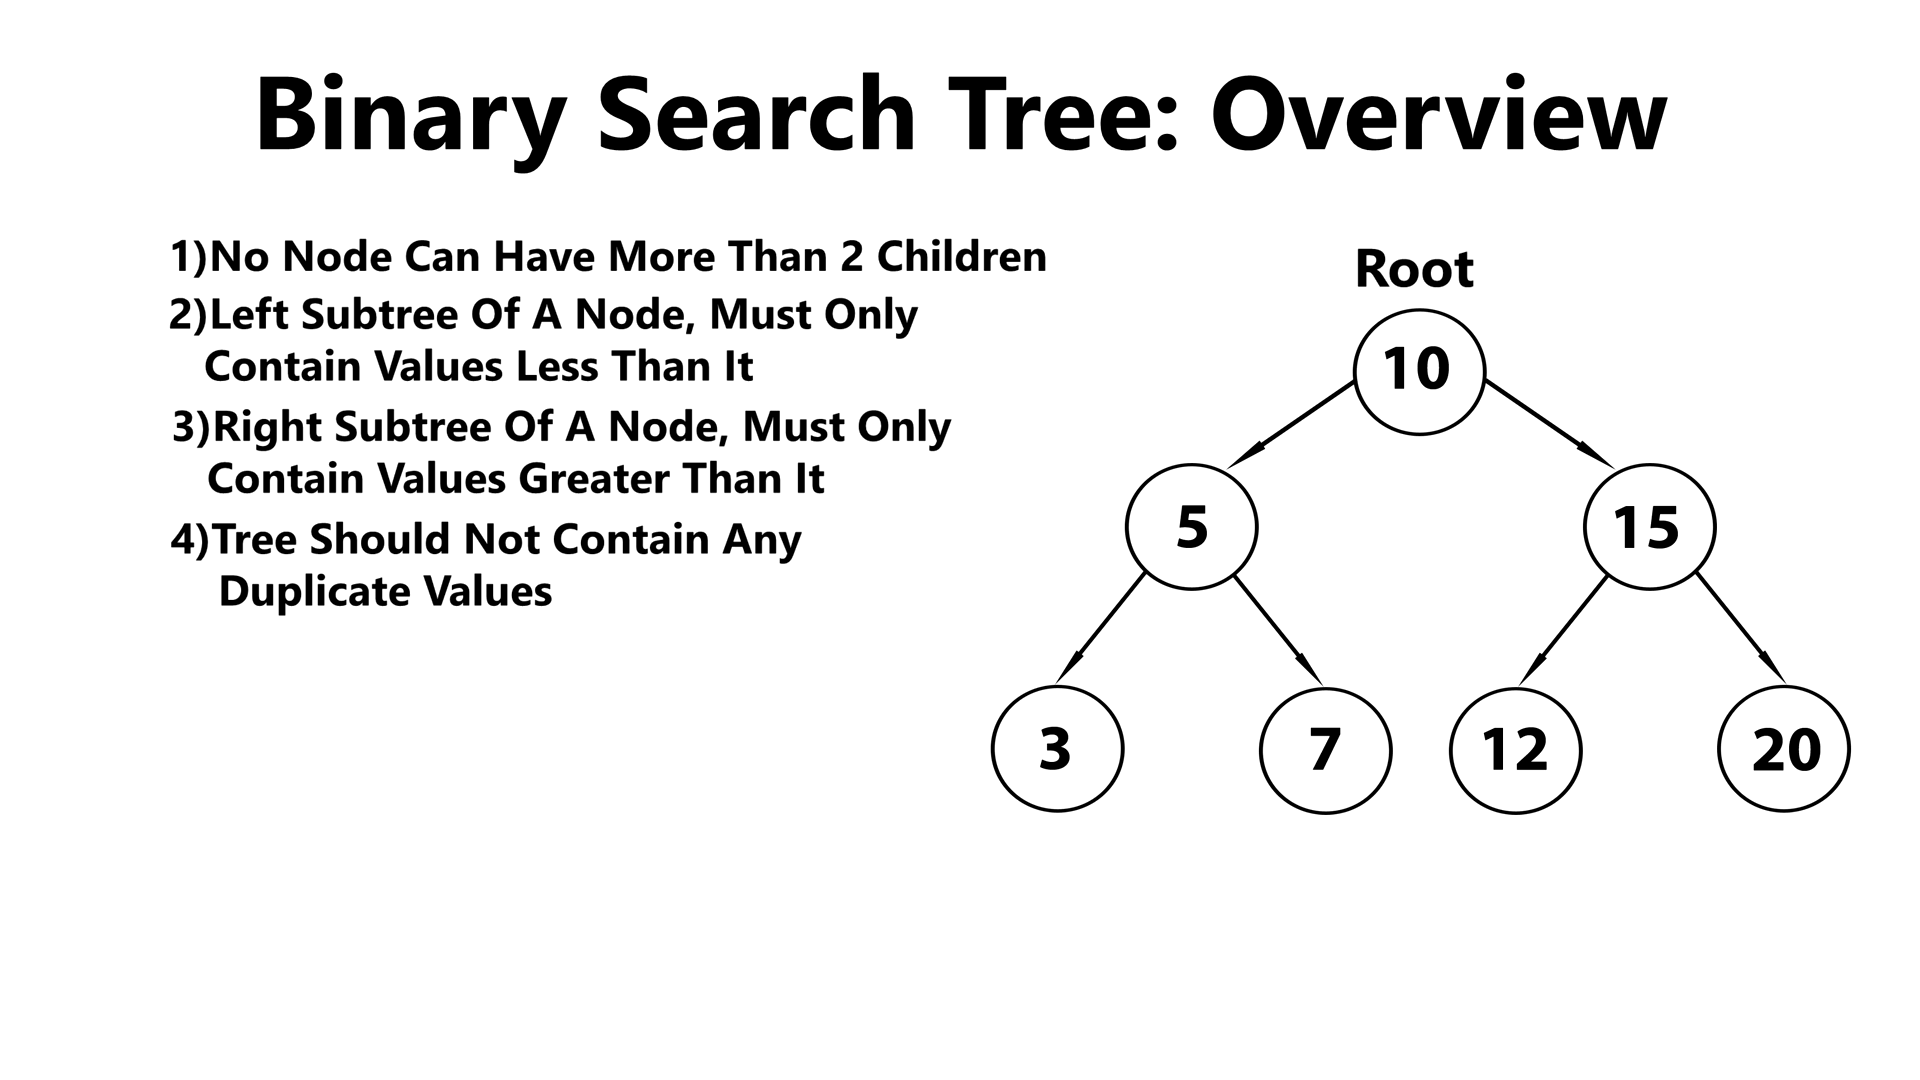 Binary Search Tree: Overview
1)No Node Can Have More Than 2 Children
2)Left Subtree Of A Node, Must Only
Contain Values Less Than It
3)Right Subtree Of A Node, Must Only
Contain Values Greater Than It
4)Tree Should Not Contain Any
Duplicate Values
Root
10
5
15
3
7
12
20